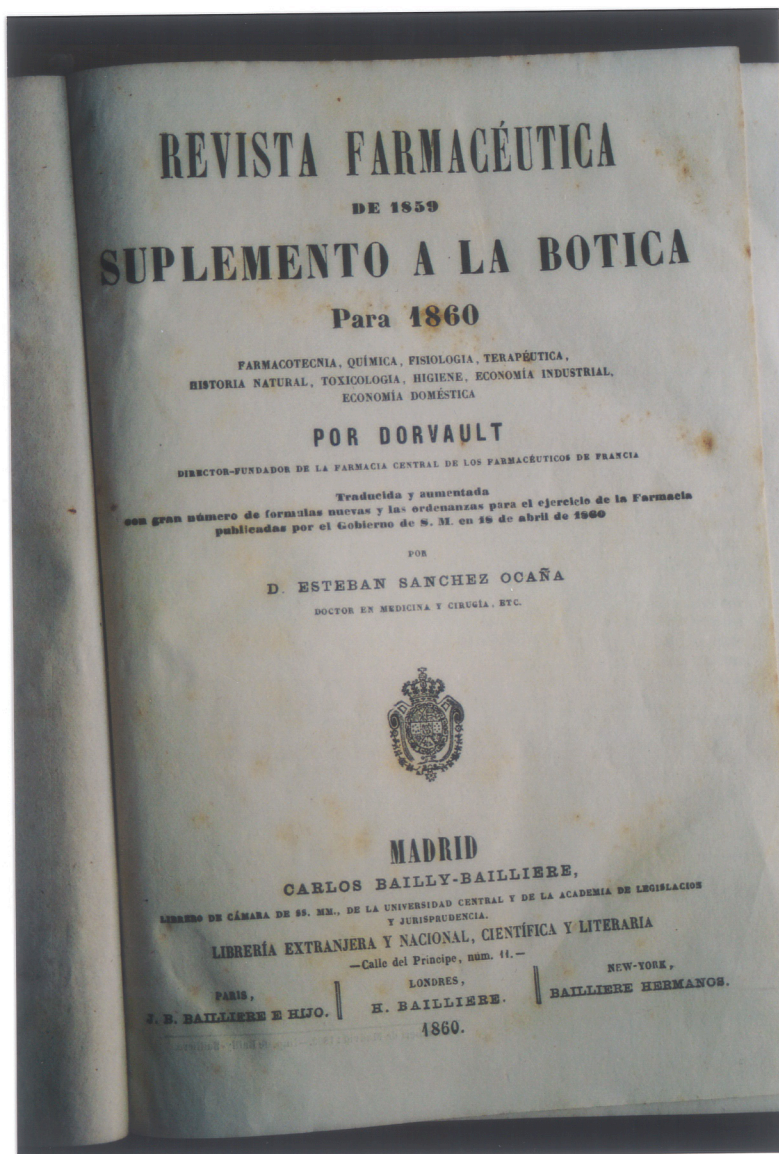 REVISTA FARMACÉUTICA
DE 1859
SUPLEMENTO A LA BOTICA
Para 1860
FARMACOTECNIA, QUÍMICA, FISIOLOGIA, TERAPÉUTICA,
HISTORIA NATURAL, TOXICOLOGIA, HIGIENE, ECONOMÍA INDUSTRIAL,
ECONOMÍA DOMÉSTICA
POR DORVAULT
DIRECTOR-FUNDADOR DE LA FARMACIA CENTRAL DE LOS FARMACÉUTICOS DE FRANCIA
Traducida y aumentada
con gran número de formulas nuevas y las ordenanzas para el ejercicio de la Farmacia
publicadas por el Gobierno de S. M. en 18 de abril de 1860
POR
D. ESTEBAN SANCHEZ OCAÑA
DOCTOR EN MEDICINA Y CIRUGÍA, ETC.
MADRID
CARLOS BAILLY-BAILLIERE,
LIBRERO DE CÁMARA DE SS. MM., DE LA UNIVERSIDAD CENTRAL Y DE LA ACADEMIA DE LEGISLACION
Y JURISPRUDENCIA.
LIBRERÍA EXTRANJERA Y NACIONAL, CIENTÍFICA Y LITERARIA
—Calle del Principe, núm. 11.—
PARIS,
J. B. BAILLIERE E HIJO.
LONDRES,
H. BAILLIERE.
NEW-YORK,
BAILLIERE HERMANOS.
1860.